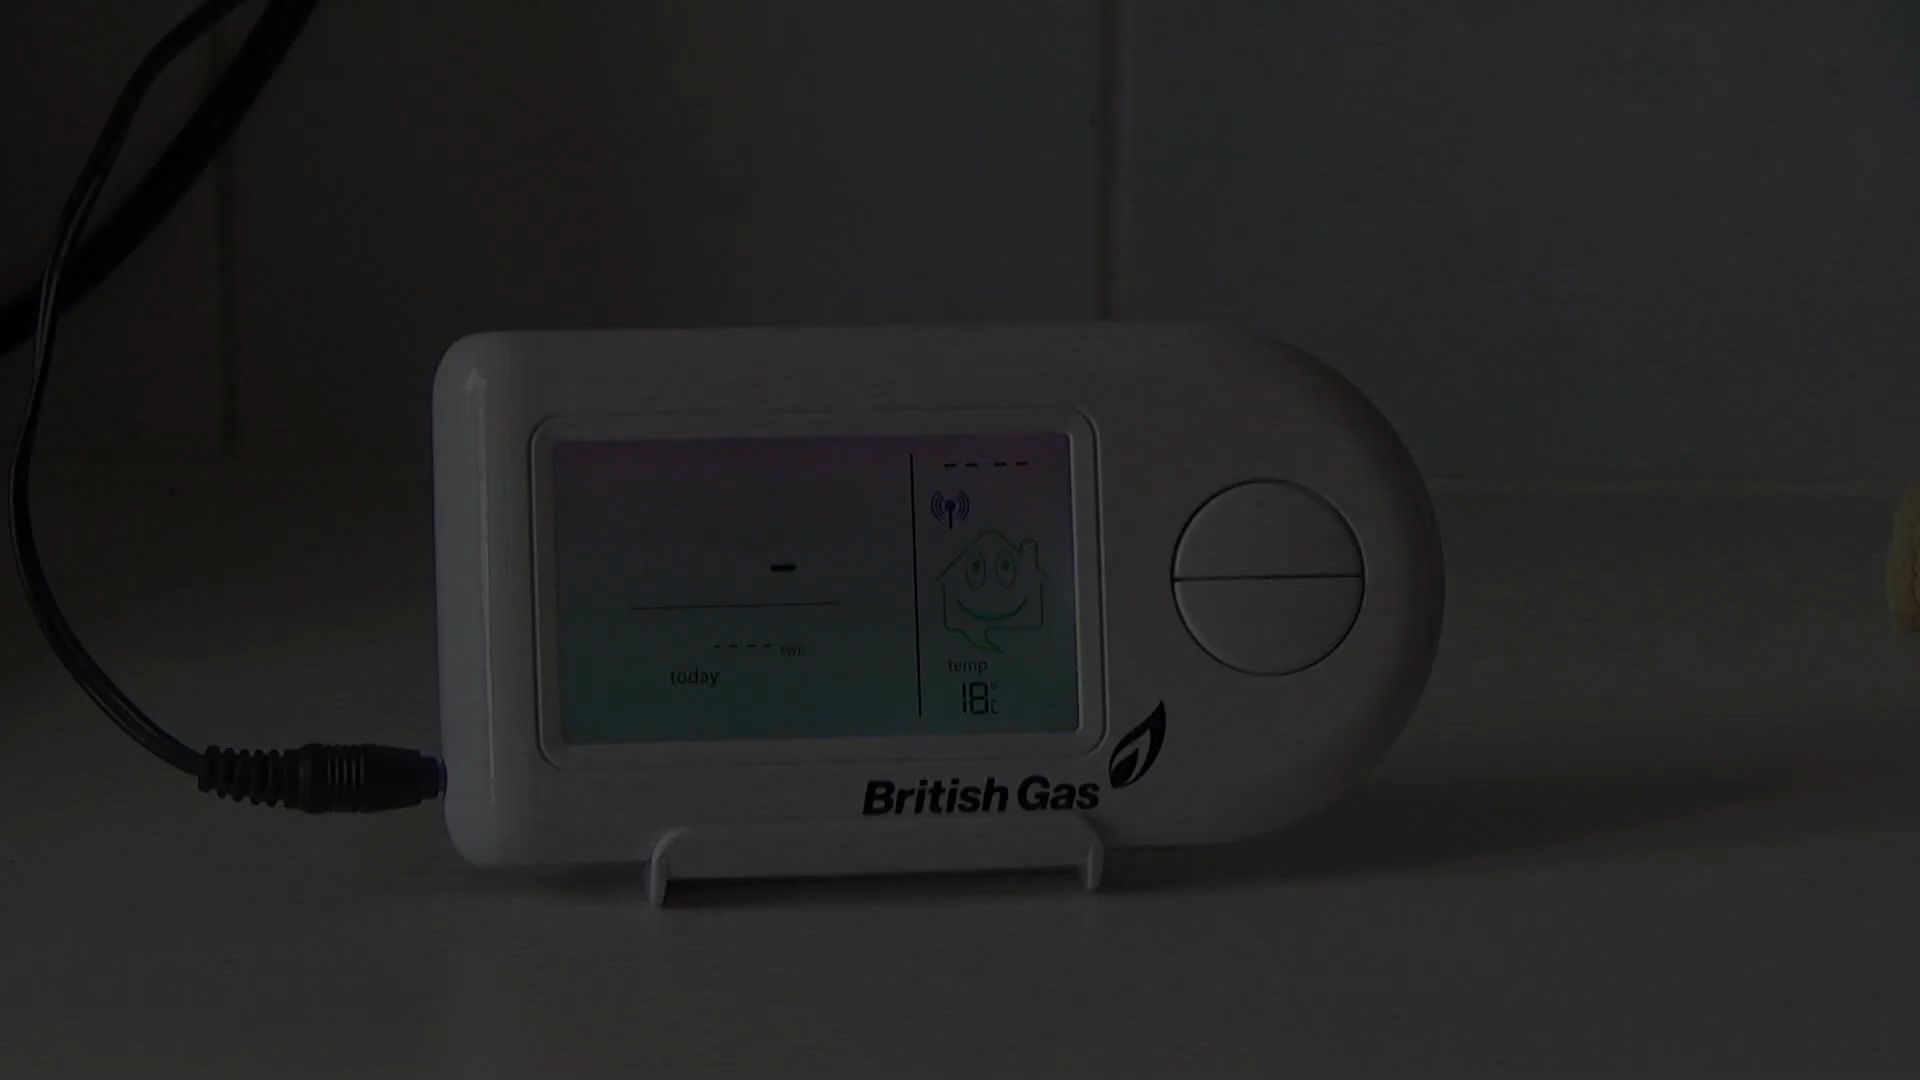 - - - -
-
- - - - kWh
today
temp
18°C
British Gas